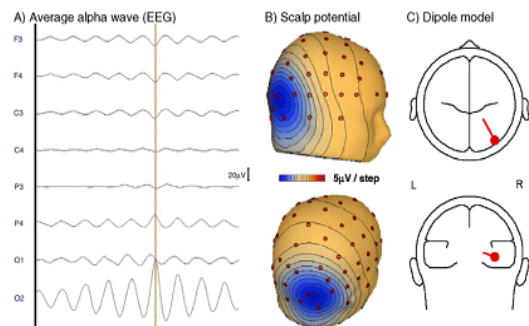 A) Average alpha wave (EEG)
B) Scalp potential
C) Dipole model
F3
F4
C3
C4
P3
P4
O1
O2
20µV
5µV / step
L
R